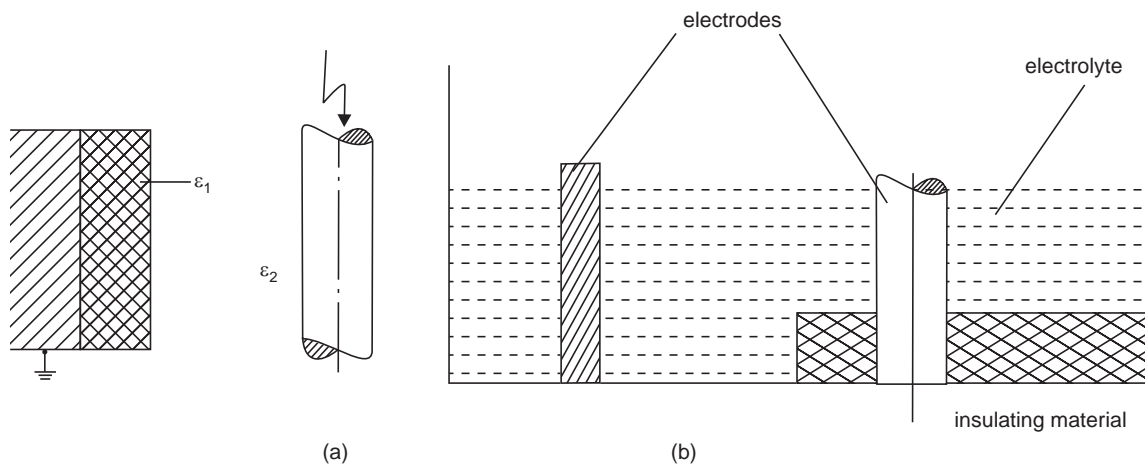 electrodes
electrolyte
ε1
ε2
insulating material
(a)
(b)